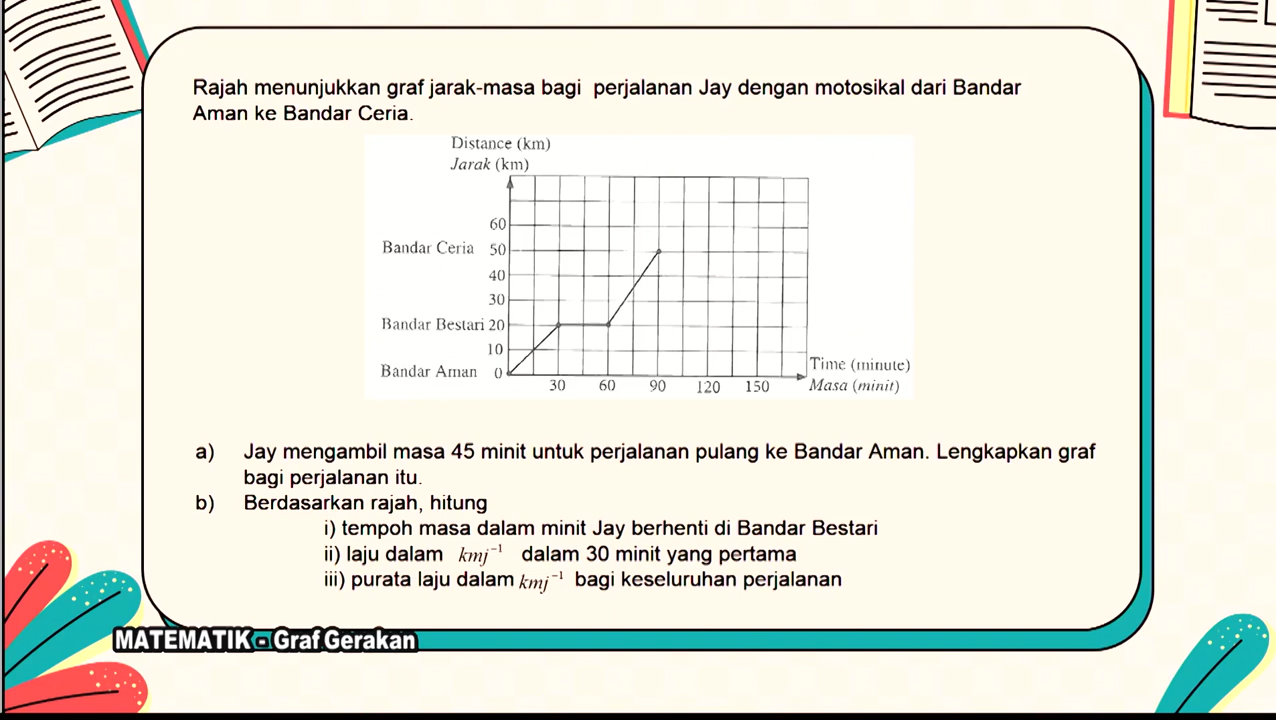 Rajah menunjukkan graf jarak-masa bagi perjalanan Jay dengan motosikal dari Bandar
Aman ke Bandar Ceria.
Distance (km)
Jarak (km)
60
Bandar Ceria 50
40
30
Bandar Bestari 20
10
Bandar Aman 0
30 60 90 120 150
Time (minute)
Masa (minit)
a) Jay mengambil masa 45 minit untuk perjalanan pulang ke Bandar Aman. Lengkapkan graf
bagi perjalanan itu.
b) Berdasarkan rajah, hitung
i) tempoh masa dalam minit Jay berhenti di Bandar Bestari
ii) laju dalam kmj⁻¹ dalam 30 minit yang pertama
iii) purata laju dalam kmj⁻¹ bagi keseluruhan perjalanan
MATEMATIK - Graf Gerakan